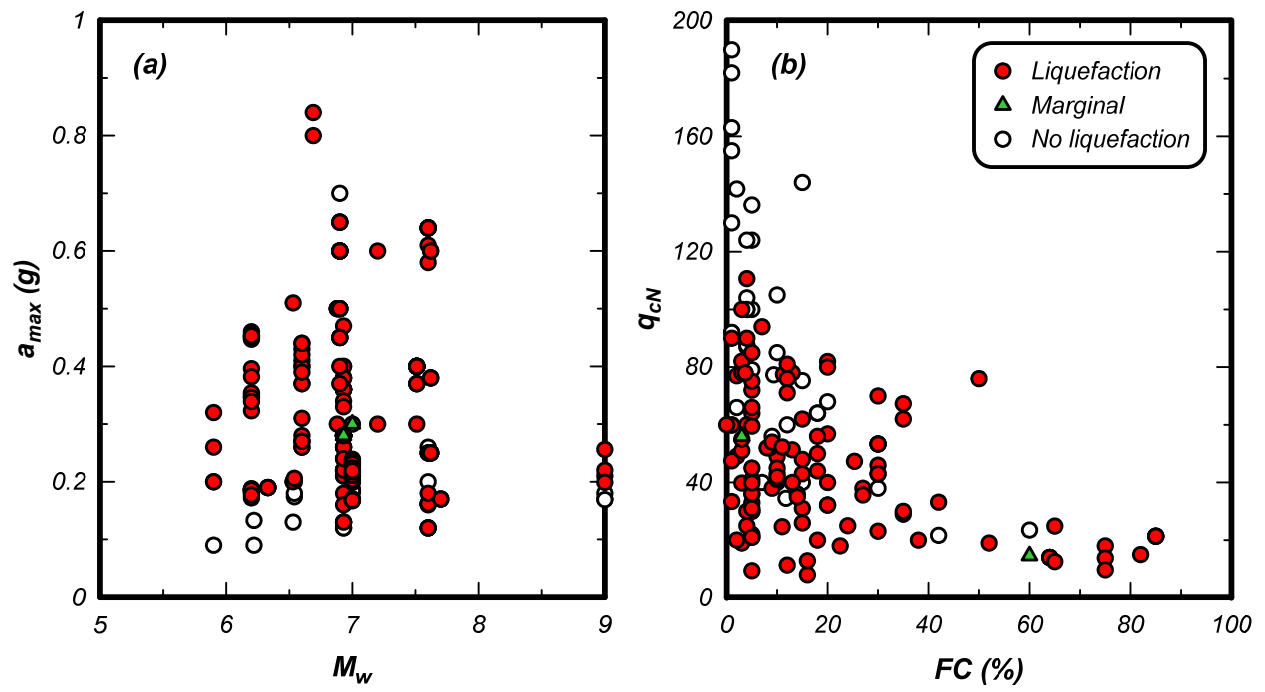 (a)
1
0.8
0.6
0.4
0.2
0
a_max (g)
5 6 7 8 9
M_w
(b)
200
160
120
80
40
0
q_cN
0 20 40 60 80 100
FC (%)
Liquefaction
Marginal
No liquefaction